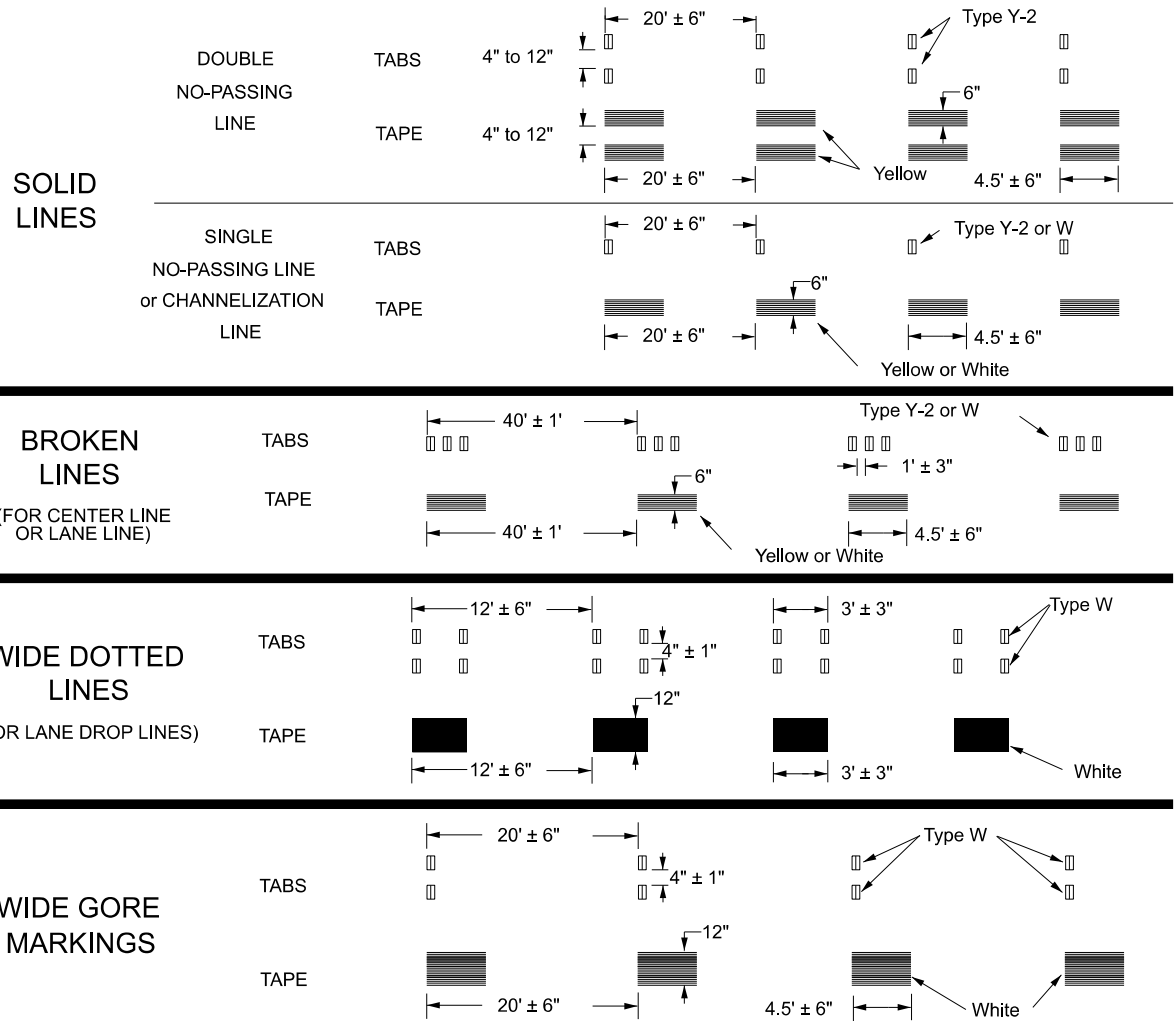 SOLID
LINES
DOUBLE
NO-PASSING
LINE
TABS
4" to 12"
20' ± 6"
Type Y-2
TAPE
4" to 12"
6"
Yellow
20' ± 6"
4.5' ± 6"
SINGLE
NO-PASSING LINE
or CHANNELIZATION
LINE
TABS
20' ± 6"
Type Y-2 or W
TAPE
6"
20' ± 6"
4.5' ± 6"
Yellow or White
BROKEN
LINES
(FOR CENTER LINE
OR LANE LINE)
TABS
40' ± 1'
Type Y-2 or W
1' ± 3"
TAPE
6"
40' ± 1'
4.5' ± 6"
Yellow or White
WIDE DOTTED
LINES
OR LANE DROP LINES)
TABS
12' ± 6"
3' ± 3"
Type W
4" ± 1"
TAPE
12"
12' ± 6"
3' ± 3"
White
WIDE GORE
MARKINGS
TABS
20' ± 6"
Type W
4" ± 1"
TAPE
12"
20' ± 6"
4.5' ± 6"
White